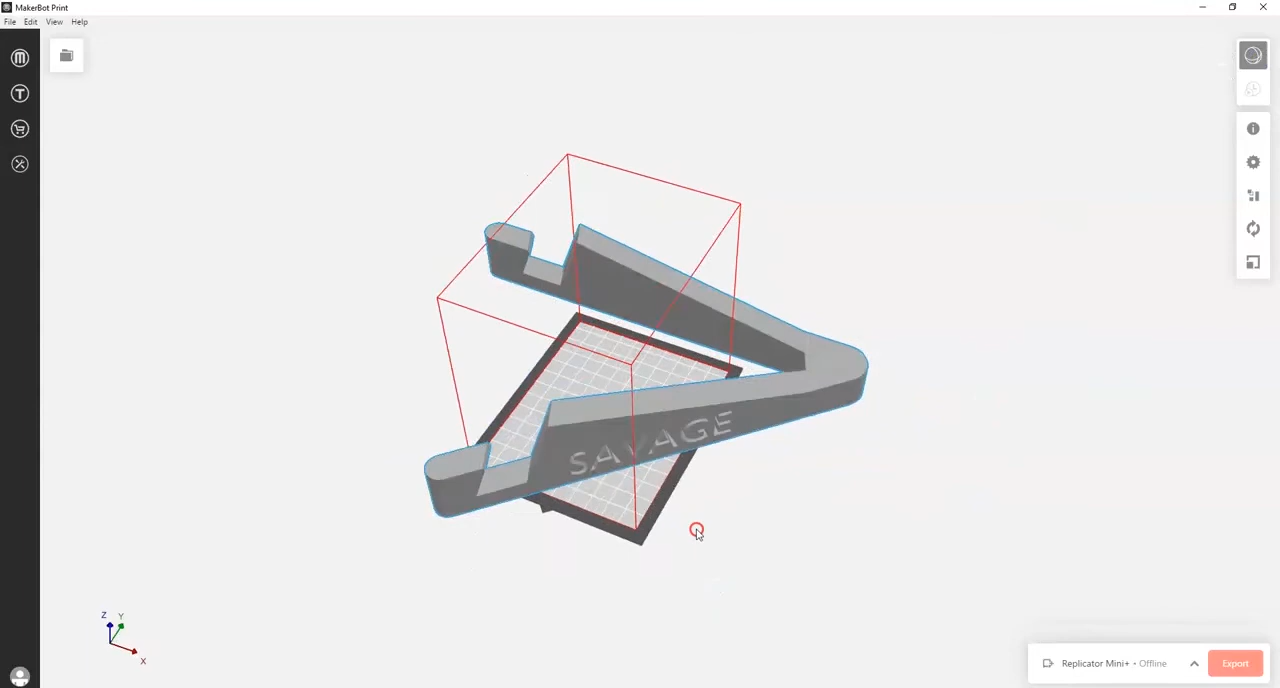 MakerBot Print
File Edit View Help
T
SAVAGE
Z Y
X
Replicator Mini+ • Offline
Export